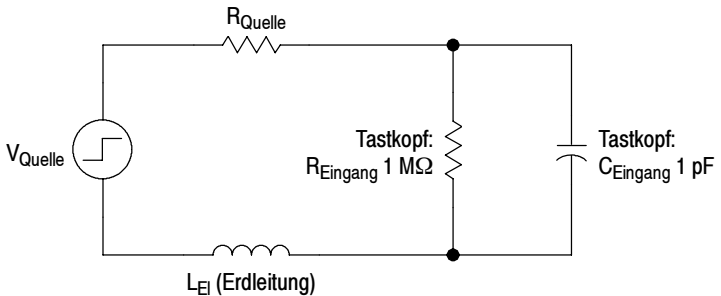 R_Quelle
V_Quelle
Tastkopf:
R_Eingang 1 MΩ
Tastkopf:
C_Eingang 1 pF
L_El (Erdleitung)